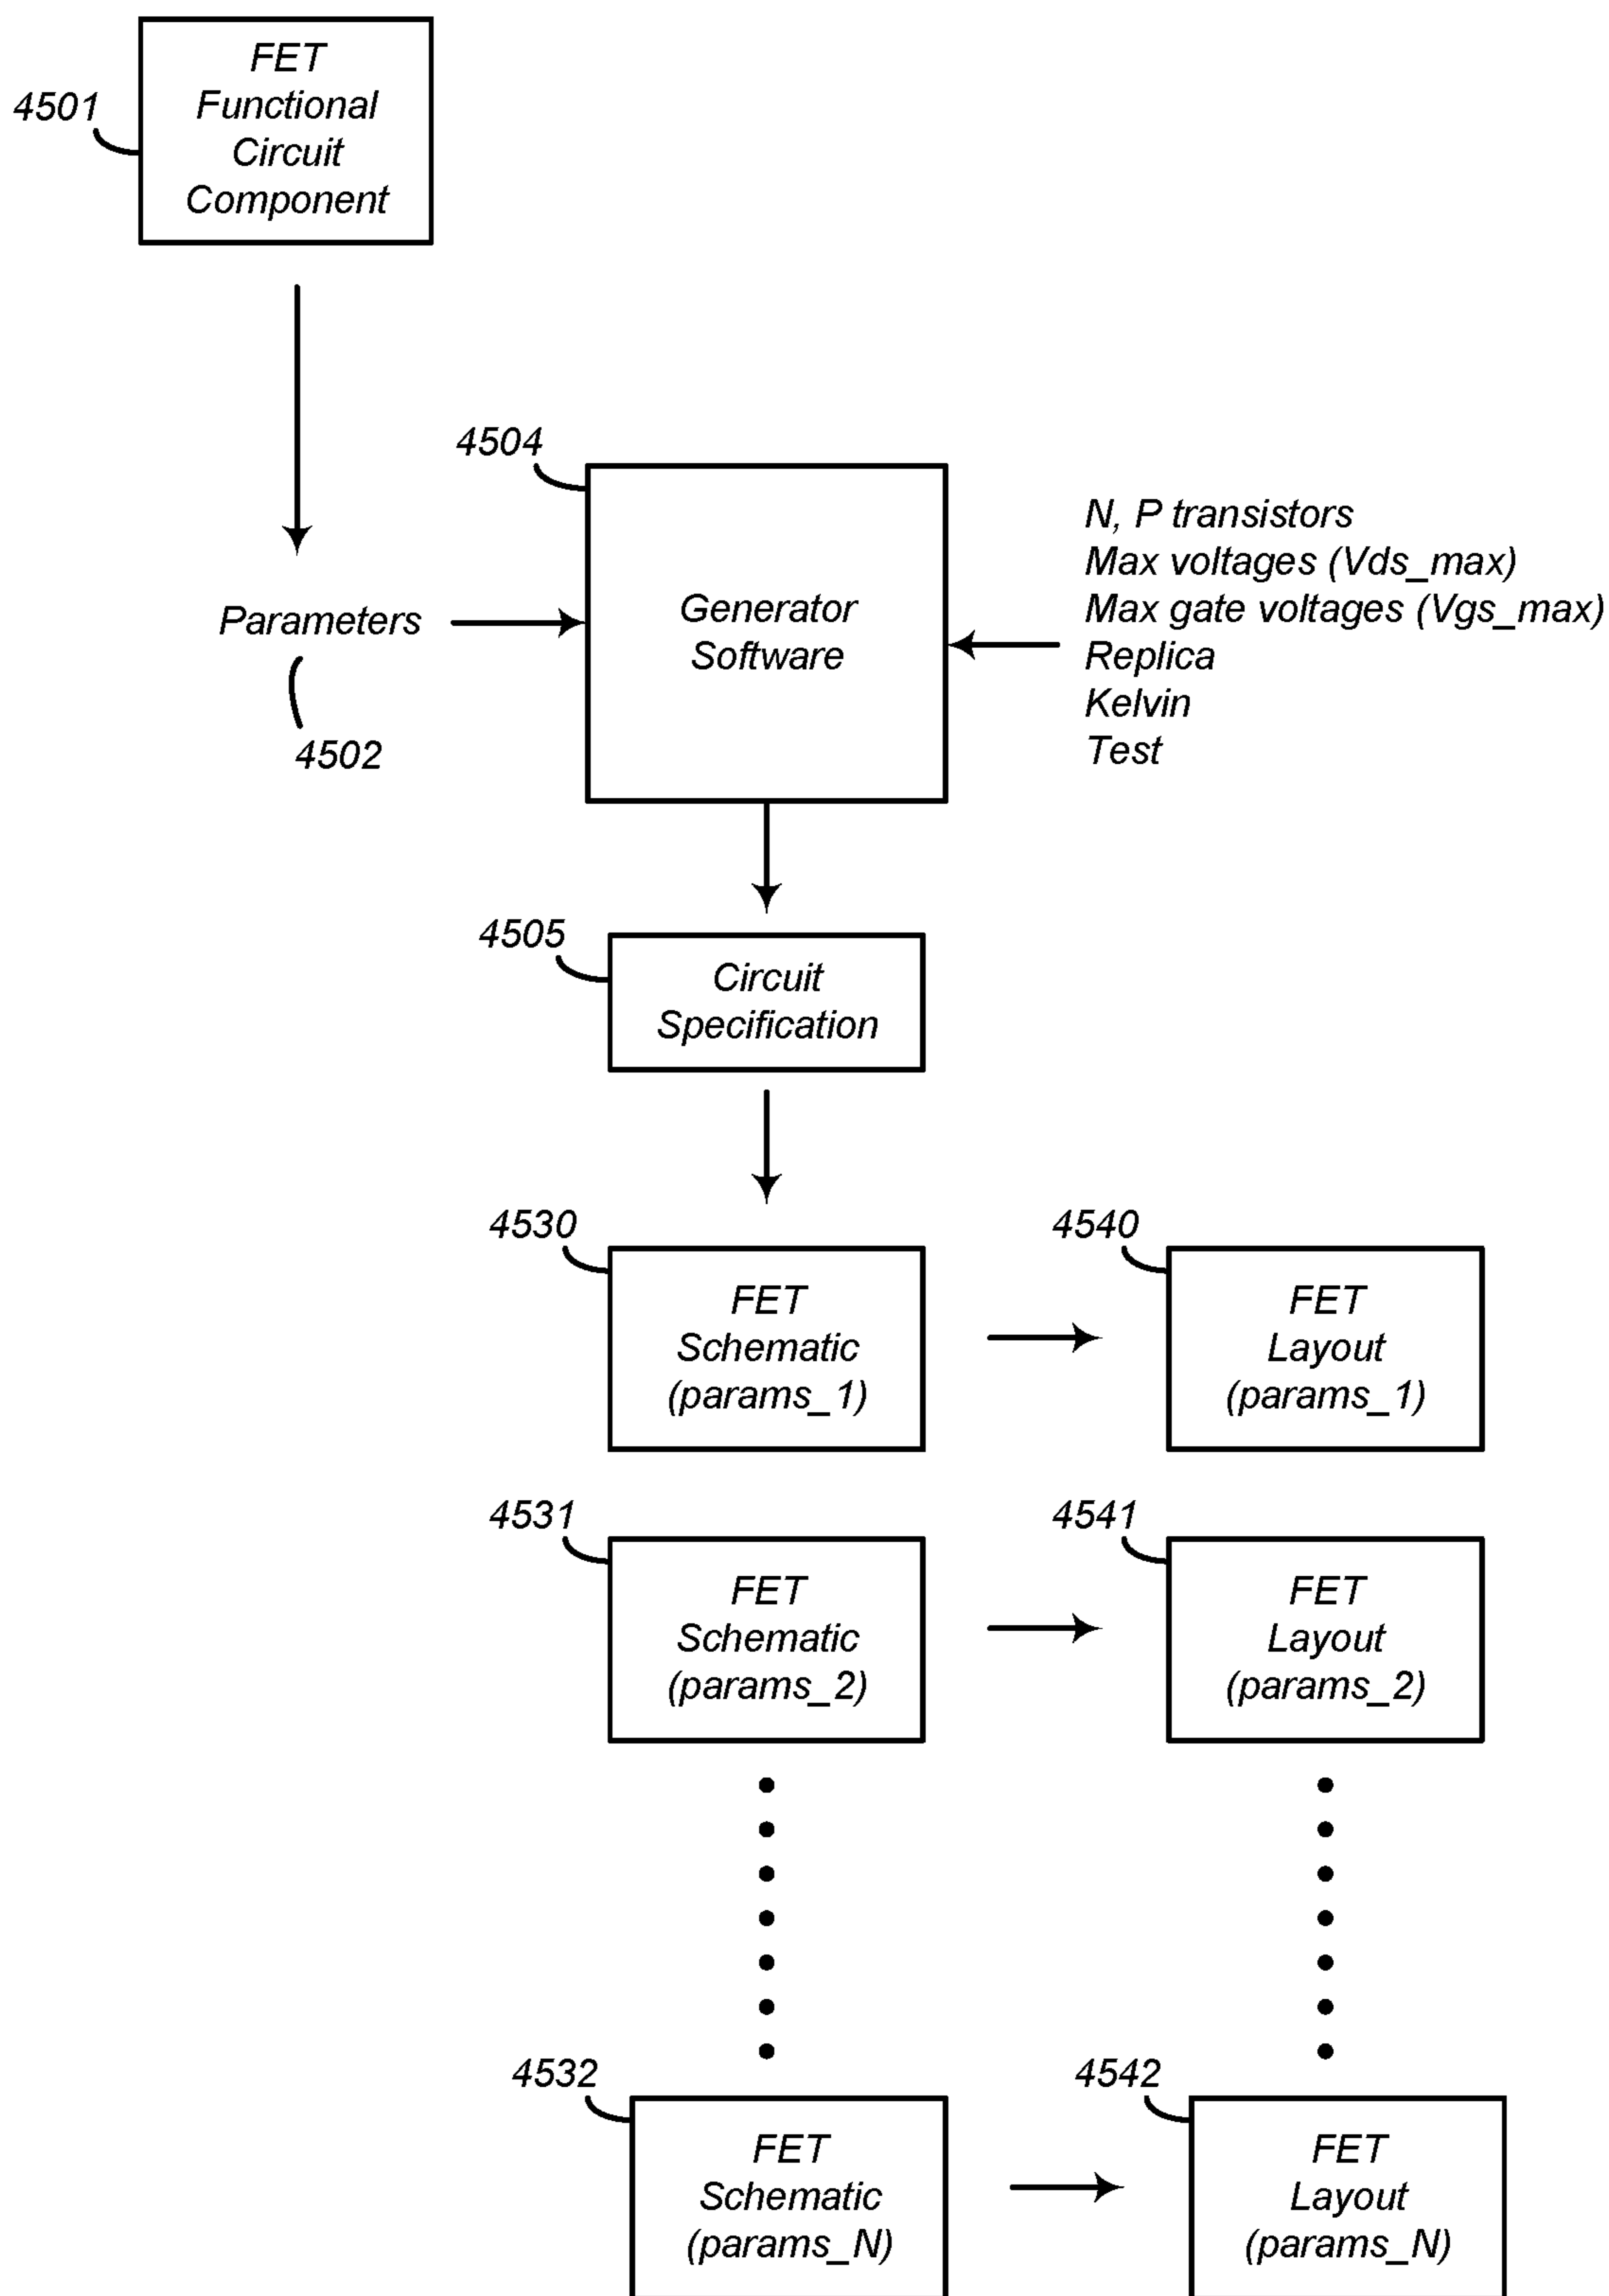 4501
FET
Functional
Circuit
Component
4504
N, P transistors
Max voltages (Vds_max)
Max gate voltages (Vgs_max)
Replica
Kelvin
Test
Parameters
4502
Generator
Software
4505
Circuit
Specification
4530
FET
Schematic
(params_1)
4540
FET
Layout
(params_1)
4531
FET
Schematic
(params_2)
4541
FET
Layout
(params_2)
4532
FET
Schematic
(params_N)
4542
FET
Layout
(params_N)